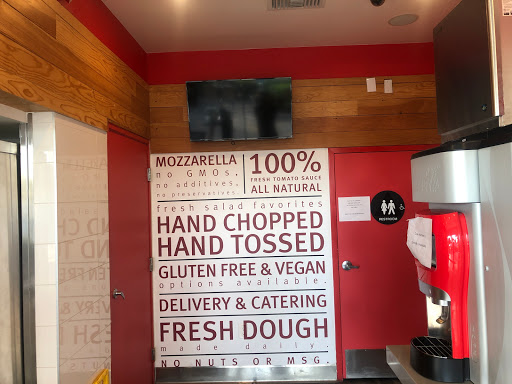 MOZZARELLA
no GMOs,
no additives,
no preservatives.
100%
FRESH TOMATO SAUCE
ALL NATURAL
fresh salad favorites
HAND CHOPPED
HAND TOSSED
GLUTEN FREE & VEGAN
options available.
DELIVERY & CATERING
FRESH DOUGH
made daily.
NO NUTS OR MSG.
RESTROOM